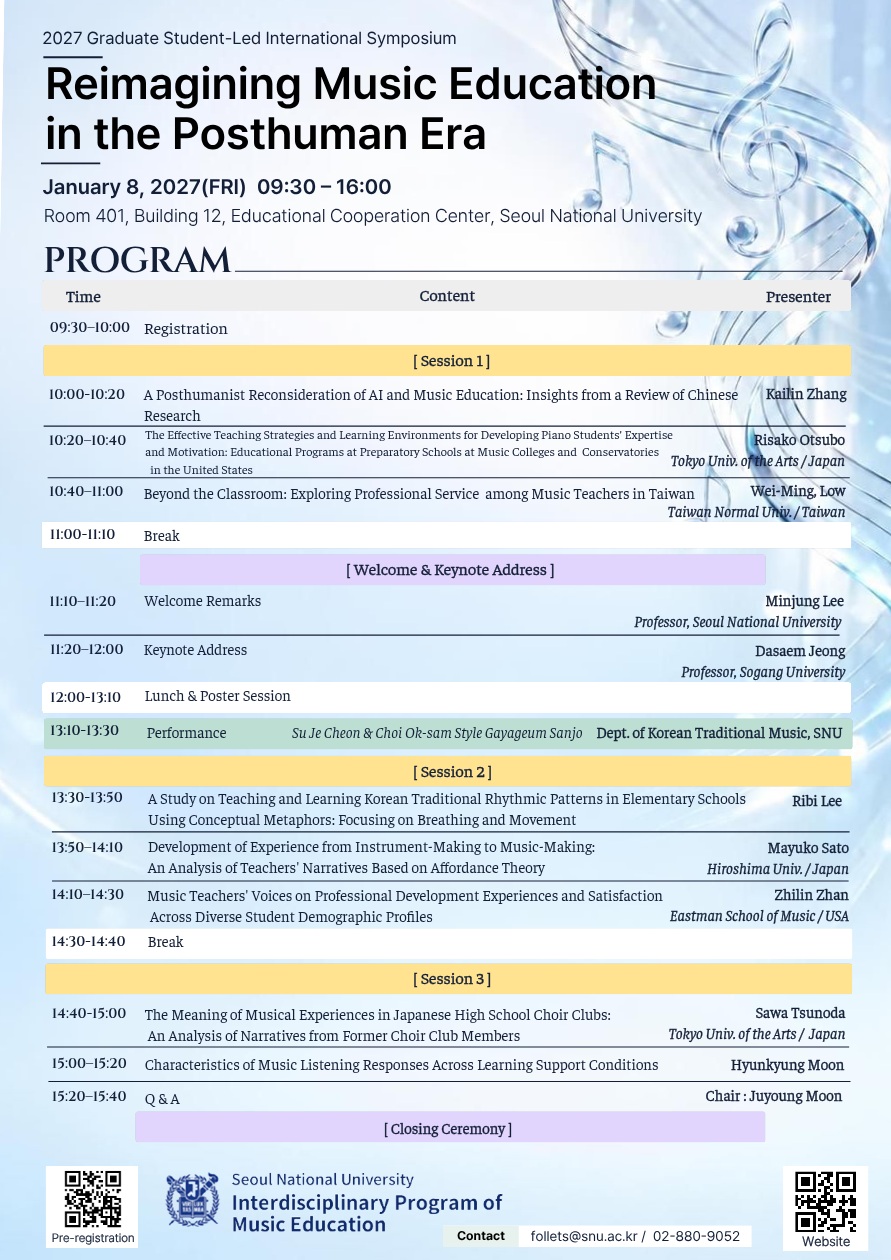 2027 Graduate Student-Led International Symposium
Reimagining Music Education
in the Posthuman Era
January 8, 2027(FRI) 09:30 – 16:00
Room 401, Building 12, Educational Cooperation Center, Seoul National University
PROGRAM
Time Content Presenter
09:30–10:00 Registration
[ Session 1 ]
10:00-10:20 A Posthumanist Reconsideration of AI and Music Education: Insights from a Review of Chinese Kailin Zhang
Research
10:20–10:40 The Effective Teaching Strategies and Learning Environments for Developing Piano Students' Expertise Risako Otsubo
and Motivation: Educational Programs at Preparatory Schools at Music Colleges and Conservatories Tokyo Univ. of the Arts / Japan
in the United States
10:40–11:00 Beyond the Classroom: Exploring Professional Service among Music Teachers in Taiwan Wei-Ming, Low
Taiwan Normal Univ. / Taiwan
11:00-11:10 Break
[ Welcome & Keynote Address ]
11:10–11:20 Welcome Remarks Minjung Lee
Professor, Seoul National University
11:20–12:00 Keynote Address Dasaem Jeong
Professor, Sogang University
12:00-13:10 Lunch & Poster Session
13:10-13:30 Performance Su Je Cheon & Choi Ok-sam Style Gayageum Sanjo Dept. of Korean Traditional Music, SNU
[ Session 2 ]
13:30-13:50 A Study on Teaching and Learning Korean Traditional Rhythmic Patterns in Elementary Schools Ribi Lee
Using Conceptual Metaphors: Focusing on Breathing and Movement
13:50–14:10 Development of Experience from Instrument-Making to Music-Making: Mayuko Sato
An Analysis of Teachers' Narratives Based on Affordance Theory Hiroshima Univ. / Japan
14:10–14:30 Music Teachers' Voices on Professional Development Experiences and Satisfaction Zhilin Zhan
Across Diverse Student Demographic Profiles Eastman School of Music / USA
14:30-14:40 Break
[ Session 3 ]
14:40-15:00 The Meaning of Musical Experiences in Japanese High School Choir Clubs: Sawa Tsunoda
An Analysis of Narratives from Former Choir Club Members Tokyo Univ. of the Arts / Japan
15:00–15:20 Characteristics of Music Listening Responses Across Learning Support Conditions Hyunkyung Moon
15:20–15:40 Q & A Chair : Juyoung Moon
[ Closing Ceremony ]
Pre-registration
Seoul National University
Interdisciplinary Program of
Music Education
Contact follets@snu.ac.kr / 02-880-9052
Website